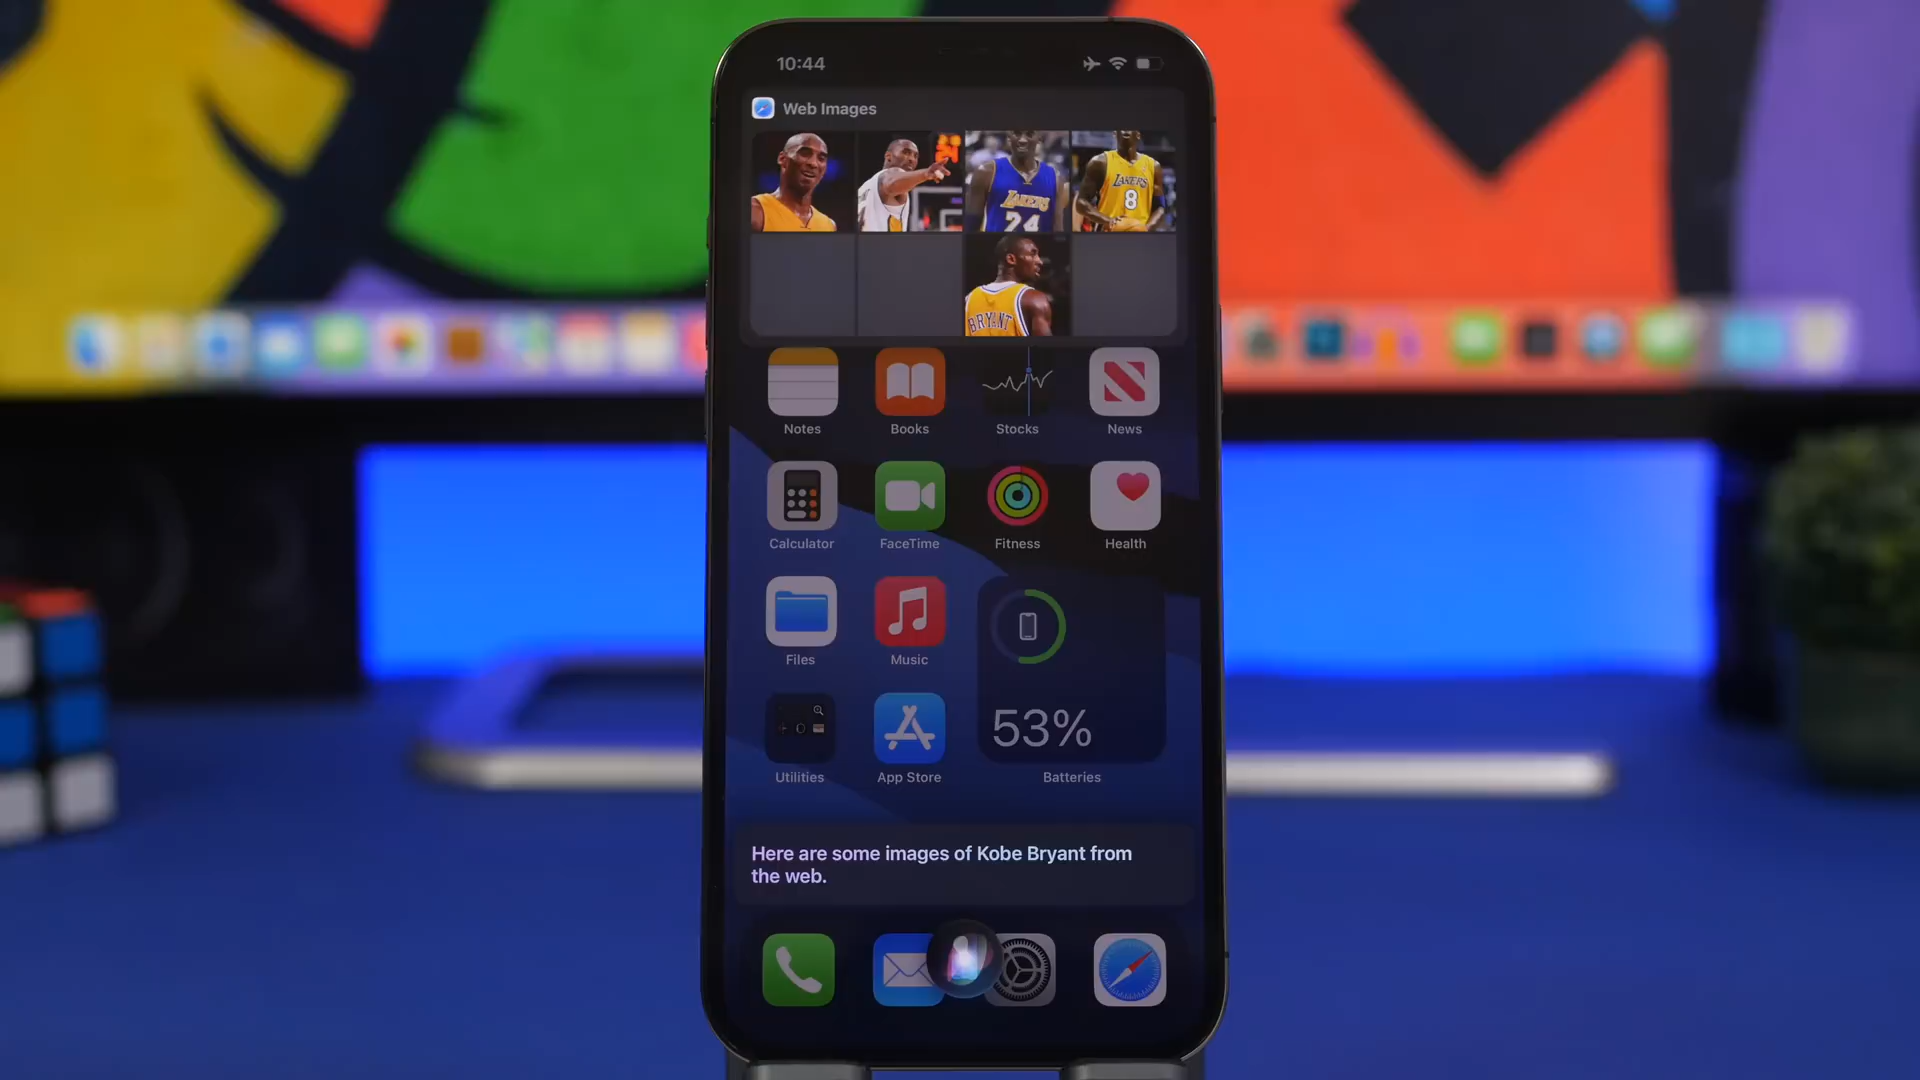 10:44
Web Images
LAKERS
24
LAKERS
8
BRYANT
Notes
Books
Stocks
News
Calculator
FaceTime
Fitness
Health
Files
Music
53%
Utilities
App Store
Batteries
Here are some images of Kobe Bryant from
the web.